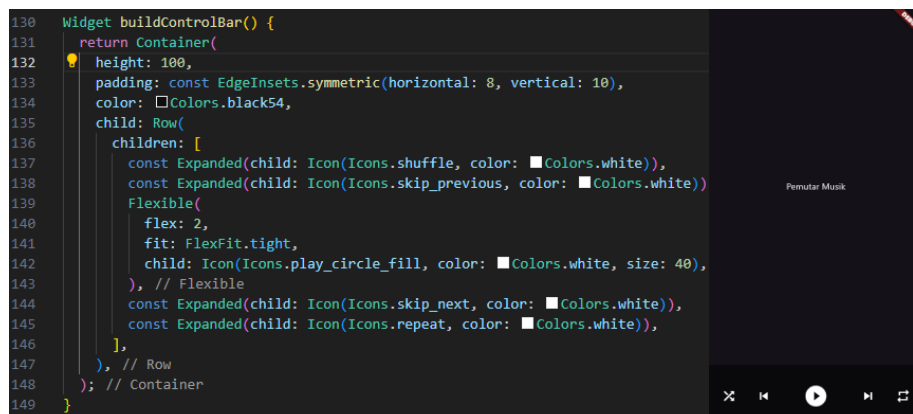 130 Widget buildControlBar() {
131 return Container(
132 height: 100,
133 padding: const EdgeInsets.symmetric(horizontal: 8, vertical: 10),
134 color: Colors.black54,
135 child: Row(
136 children: [
137 const Expanded(child: Icon(Icons.shuffle, color: Colors.white)),
138 const Expanded(child: Icon(Icons.skip_previous, color: Colors.white))
139 Flexible(
140 flex: 2,
141 fit: FlexFit.tight,
142 child: Icon(Icons.play_circle_fill, color: Colors.white, size: 40),
143 ), // Flexible
144 const Expanded(child: Icon(Icons.skip_next, color: Colors.white)),
145 const Expanded(child: Icon(Icons.repeat, color: Colors.white)),
146 ],
147 ), // Row
148 ); // Container
149 }
Pemutar Musik